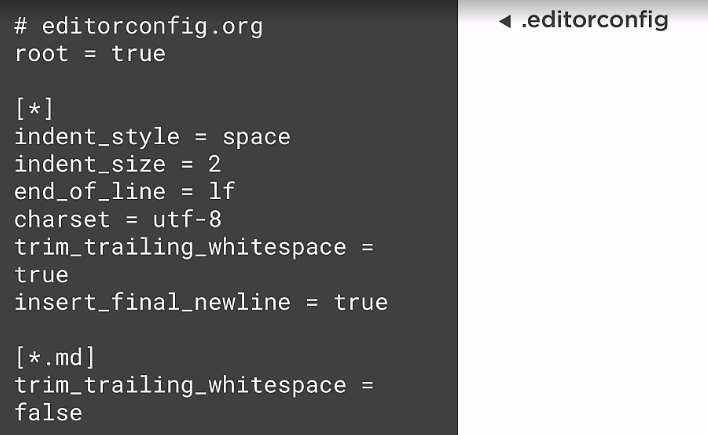 # editorconfig.org
root = true
[*]
indent_style = space
indent_size = 2
end_of_line = lf
charset = utf-8
trim_trailing_whitespace =
true
insert_final_newline = true
[*.md]
trim_trailing_whitespace =
false
◄ .editorconfig